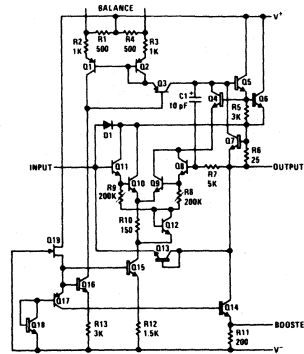 BALANCE
V+
R1
500
R4
500
R2
1K
R3
1K
Q1
Q2
Q3
Q5
Q6
C1
10 pF
Q4
R5
3K
Q7
D1
R6
25
INPUT
Q11
Q10
Q9
Q8
R7
5K
OUTPUT
R9
200K
R8
200K
Q12
R10
150
Q13
Q19
Q16
Q15
Q17
Q14
Q18
BOOSTE
R13
3K
R12
1.5K
R11
200
V-